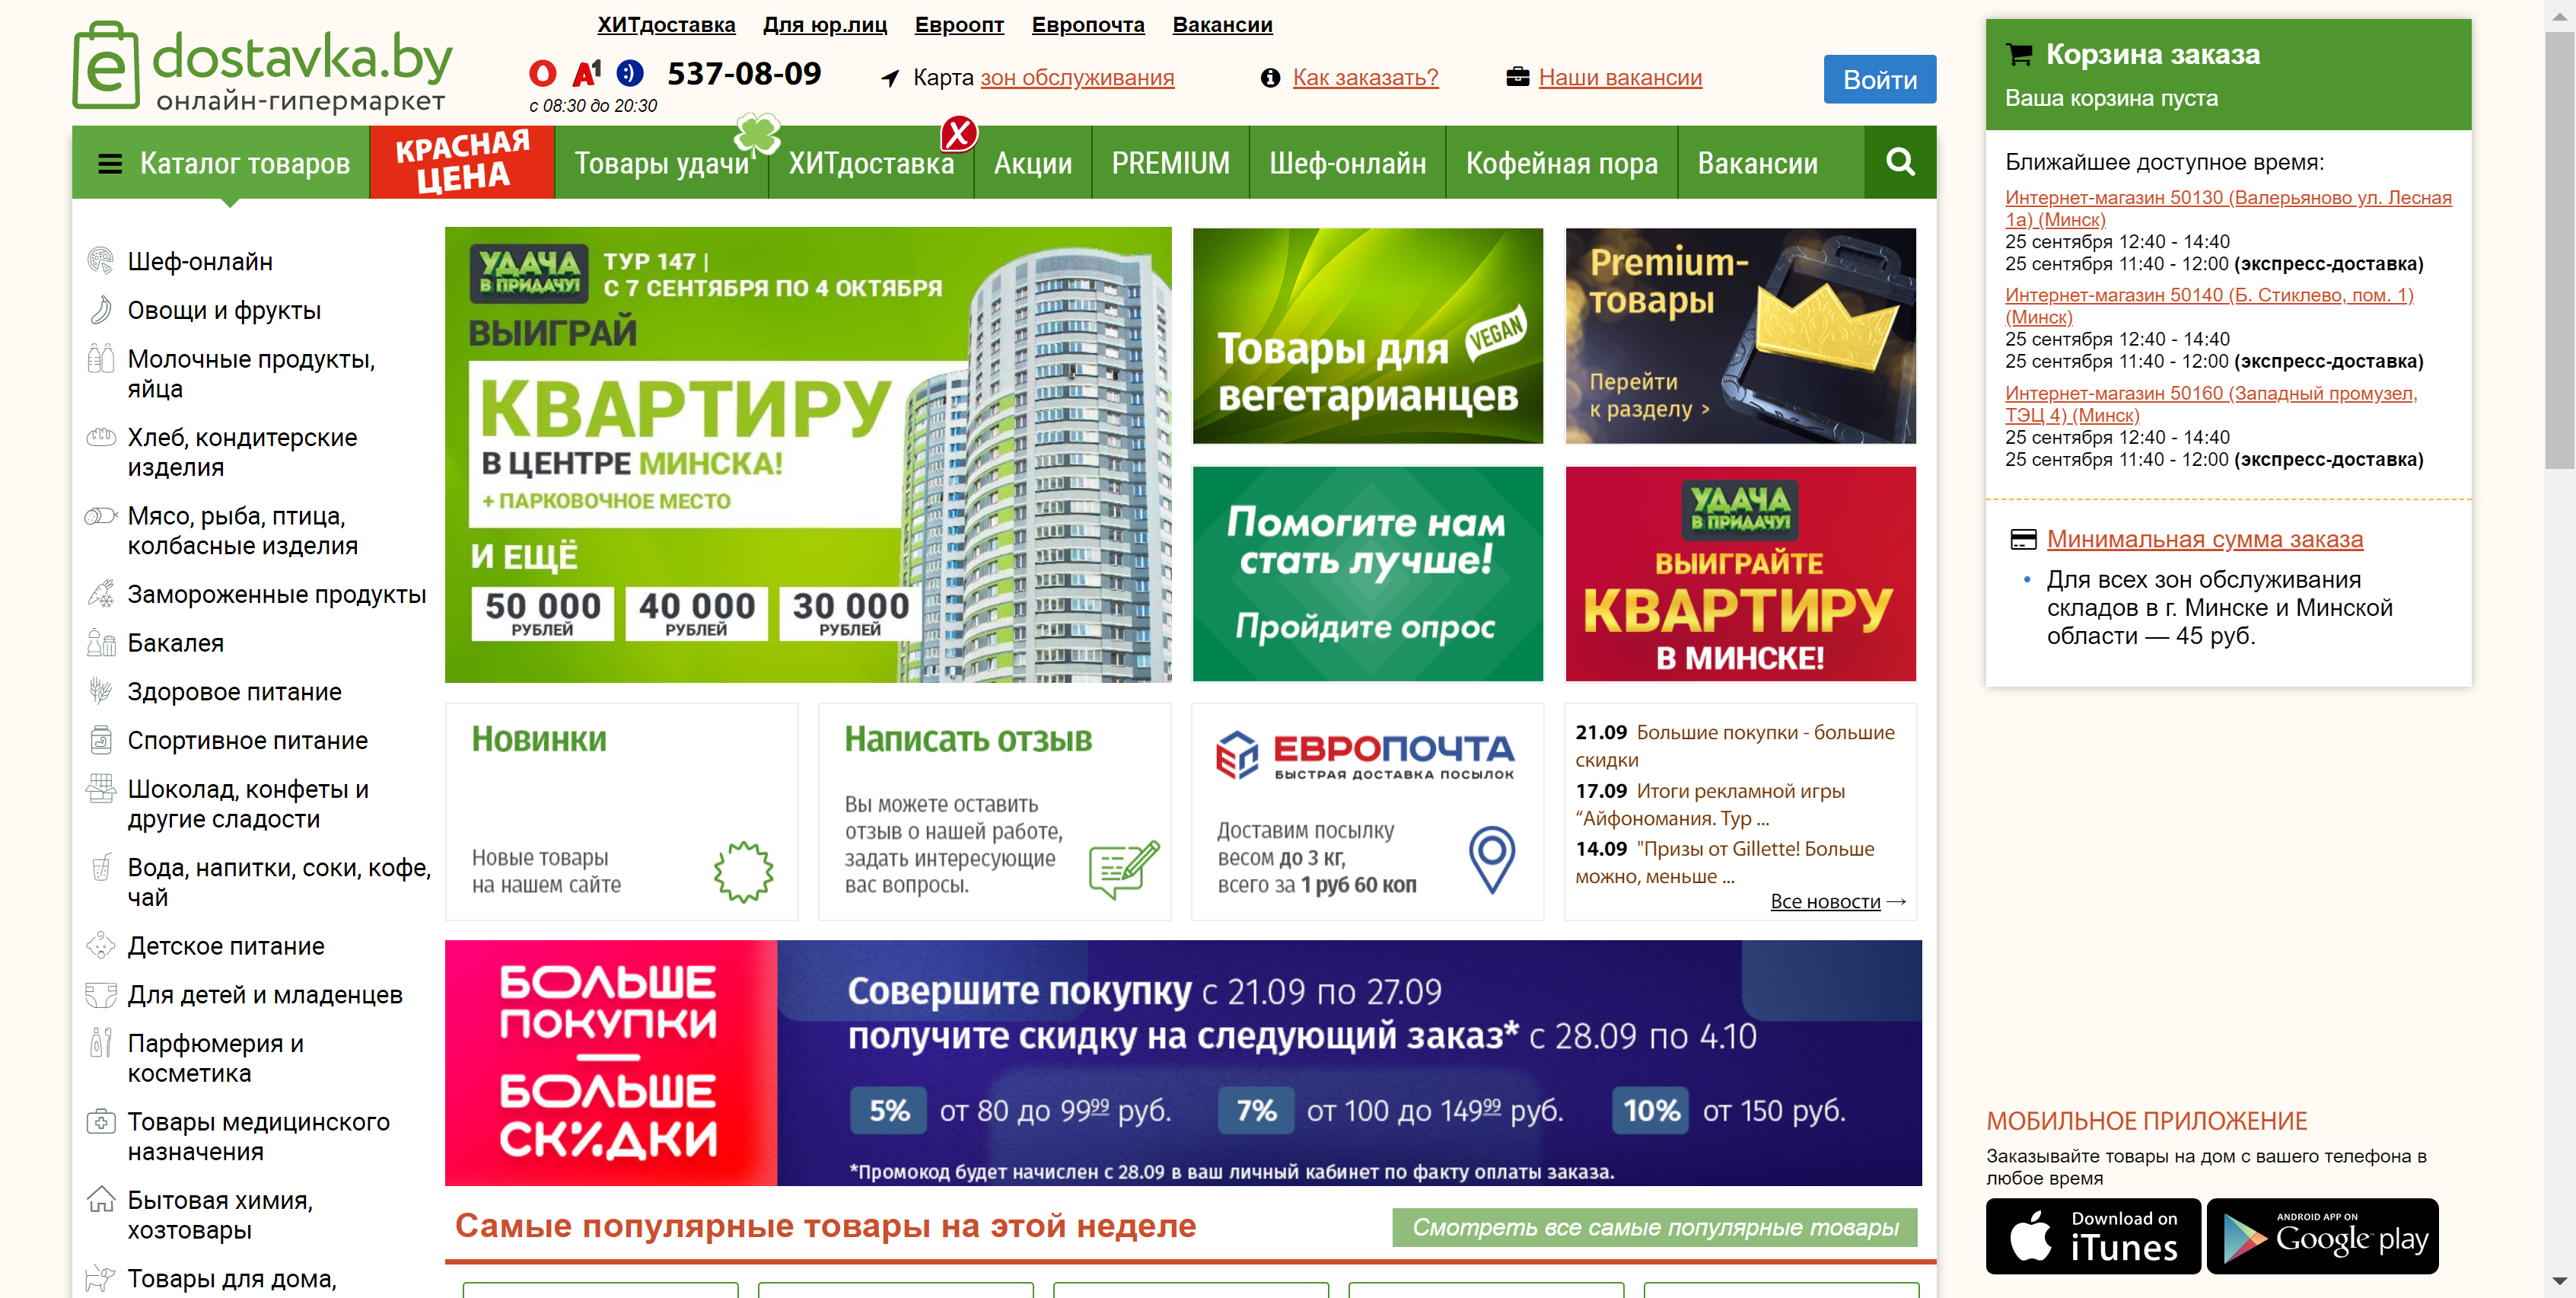 ХИТдоставка Для юр.лиц Евроопт Европочта Вакансии
e dostavka.by
онлайн-гипермаркет
A1 :) 537-08-09
с 08:30 до 20:30
Карта зон обслуживания
Как заказать?
Наши вакансии
Войти
Каталог товаров
КРАСНАЯ
ЦЕНА
Товары удачи
ХИТдоставка
X
Акции
PREMIUM
Шеф-онлайн
Кофейная пора
Вакансии
Шеф-онлайн
Овощи и фрукты
Молочные продукты,
яйца
Хлеб, кондитерские
изделия
Мясо, рыба, птица,
колбасные изделия
Замороженные продукты
Бакалея
Здоровое питание
Спортивное питание
Шоколад, конфеты и
другие сладости
Вода, напитки, соки, кофе,
чай
Детское питание
Для детей и младенцев
Парфюмерия и
косметика
Товары медицинского
назначения
Бытовая химия,
хозтовары
Товары для дома,
УДАЧА
В ПРИДАЧУ!
ТУР 147 |
С 7 СЕНТЯБРЯ ПО 4 ОКТЯБРЯ
ВЫИГРАЙ
КВАРТИРУ
В ЦЕНТРЕ МИНСКА!
+ ПАРКОВОЧНОЕ МЕСТО
И ЕЩЁ
50 000
РУБЛЕЙ
40 000
РУБЛЕЙ
30 000
РУБЛЕЙ
Товары для
вегетарианцев
VEGAN
Premium-
товары
Перейти
к разделу >
Помогите нам
стать лучше!
Пройдите опрос
УДАЧА
В ПРИДАЧУ!
ВЫИГРАЙТЕ
КВАРТИРУ
В МИНСКЕ!
Новинки
Новые товары
на нашем сайте
Написать отзыв
Вы можете оставить
отзыв о нашей работе,
задать интересующие
вас вопросы.
ЕВРОПОЧТА
БЫСТРАЯ ДОСТАВКА ПОСЫЛОК
Доставим посылку
весом до 3 кг,
всего за 1 руб 60 коп
21.09 Большие покупки - большие
скидки
17.09 Итоги рекламной игры
“Айфономания. Тур ...
14.09 "Призы от Gillette! Больше
можно, меньше ...
Все новости →
БОЛЬШЕ
ПОКУПКИ
—
БОЛЬШЕ
СКИДКИ
Совершите покупку с 21.09 по 27.09
получите скидку на следующий заказ* с 28.09 по 4.10
5% от 80 до 99⁹⁹ руб. 7% от 100 до 149⁹⁹ руб. 10% от 150 руб.
*Промокод будет начислен с 28.09 в ваш личный кабинет по факту оплаты заказа.
Самые популярные товары на этой неделе
Смотреть все самые популярные товары
Корзина заказа
Ваша корзина пуста
Ближайшее доступное время:
Интернет-магазин 50130 (Валерьяново ул. Лесная
1а) (Минск)
25 сентября 12:40 - 14:40
25 сентября 11:40 - 12:00 (экспресс-доставка)
Интернет-магазин 50140 (Б. Стиклево, пом. 1)
(Минск)
25 сентября 12:40 - 14:40
25 сентября 11:40 - 12:00 (экспресс-доставка)
Интернет-магазин 50160 (Западный промузел,
ТЭЦ 4) (Минск)
25 сентября 12:40 - 14:40
25 сентября 11:40 - 12:00 (экспресс-доставка)
Минимальная сумма заказа
• Для всех зон обслуживания
складов в г. Минске и Минской
области — 45 руб.
МОБИЛЬНОЕ ПРИЛОЖЕНИЕ
Заказывайте товары на дом с вашего телефона в
любое время
Download on
iTunes
ANDROID APP ON
Google play